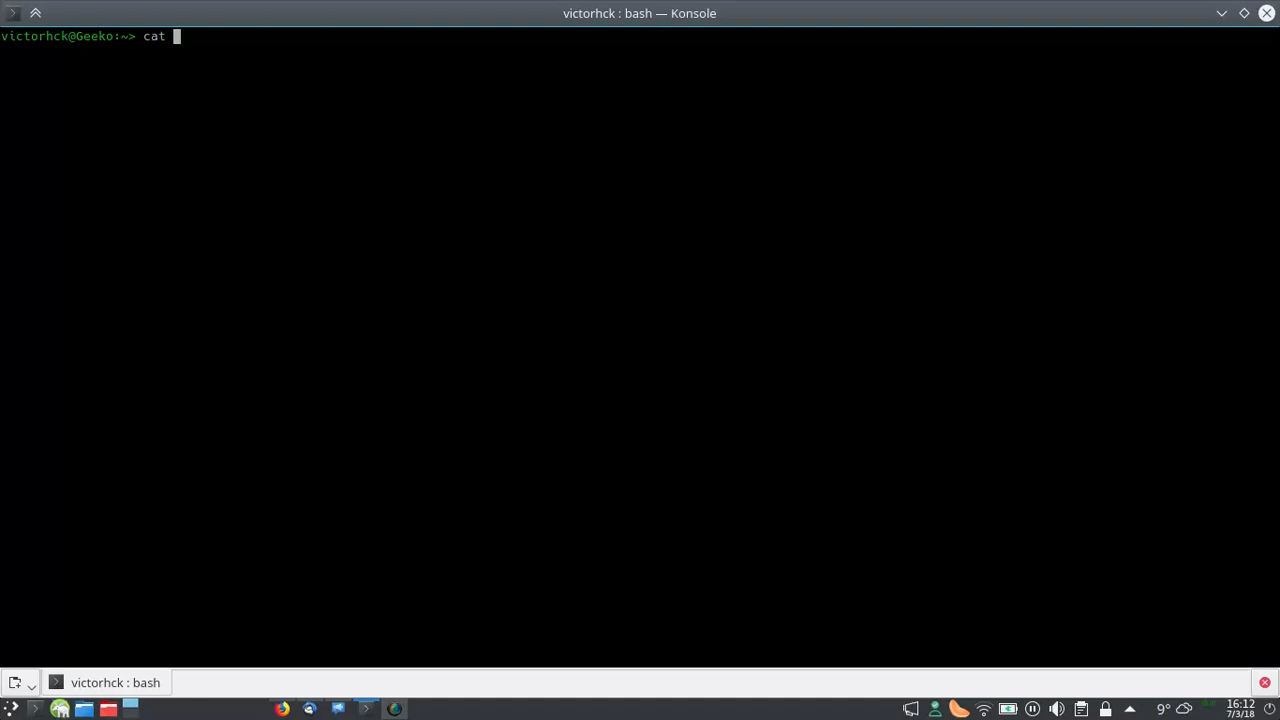 victorhck : bash — Konsole
victorhck@Geeko:~> cat
victorhck : bash
9°
16:12
7/3/18